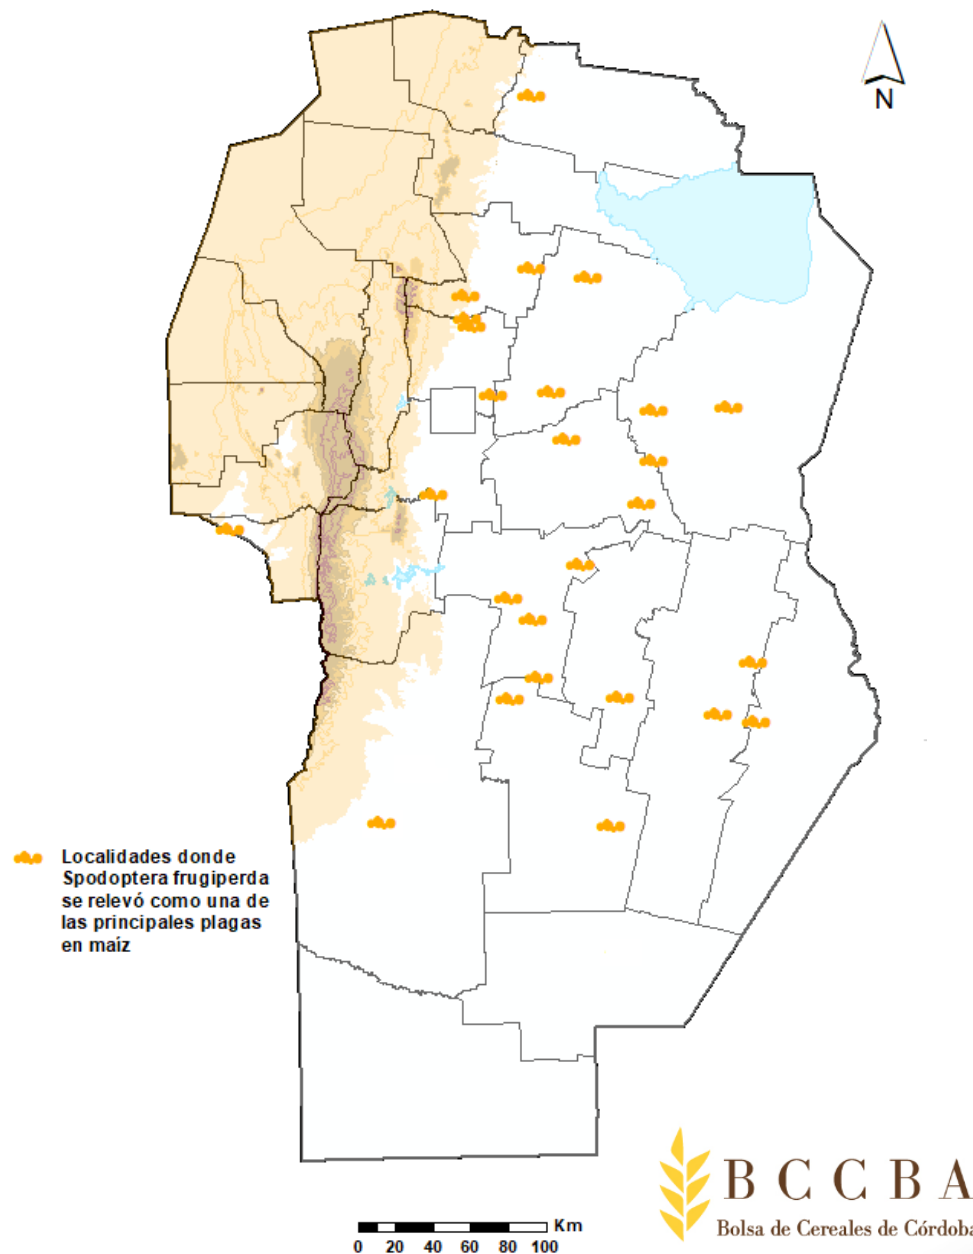 N
Localidades donde
Spodoptera frugiperda
se relevó como una de
las principales plagas
en maíz
BCCBA
Bolsa de Cereales de Córdoba
Km
0 20 40 60 80 100